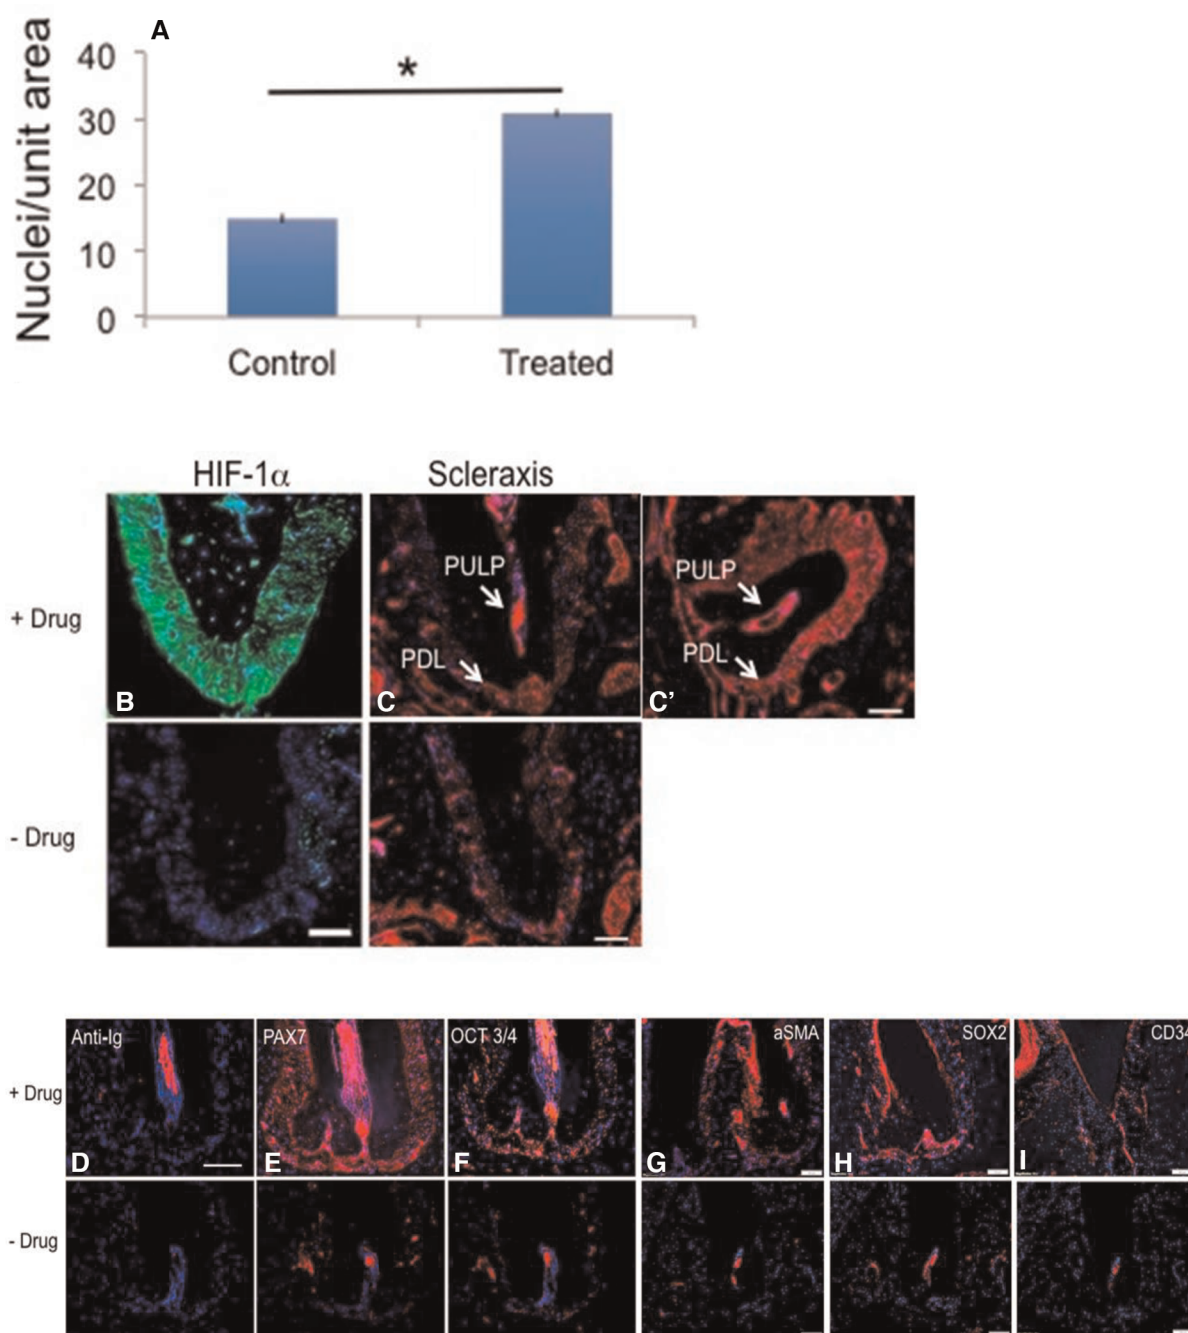 A
Nuclei/unit area
40
*
30
20
10
0
Control
Treated
HIF-1α
Scleraxis
+ Drug
PULP
PDL
B
C
PULP
PDL
C’
- Drug
Anti-Ig
PAX7
OCT 3/4
aSMA
SOX2
CD34
+ Drug
D
E
F
G
H
I
- Drug